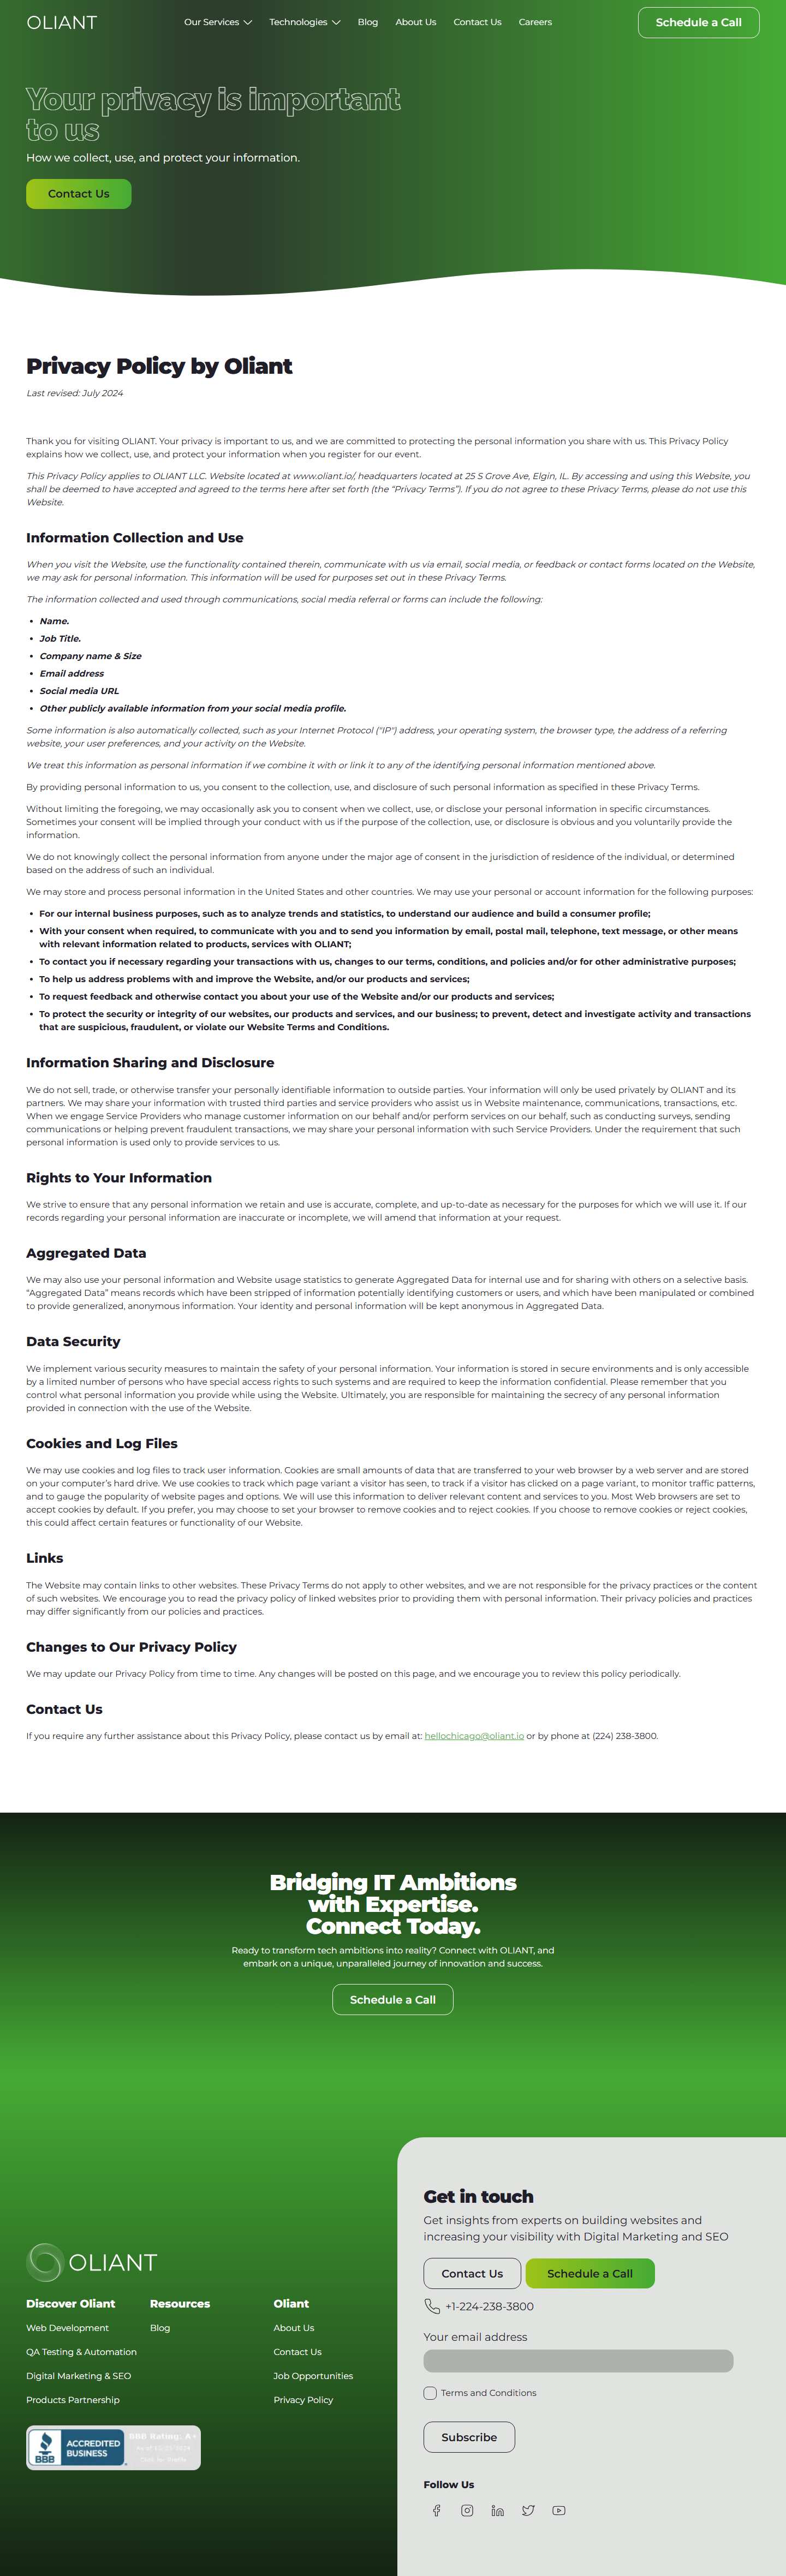 OLIANT
Our Services
Technologies
Blog
About Us
Contact Us
Careers
Schedule a Call
Your privacy is important
to us
How we collect, use, and protect your information.
Contact Us
Privacy Policy by Oliant
Last revised: July 2024
Thank you for visiting OLIANT. Your privacy is important to us, and we are committed to protecting the personal information you share with us. This Privacy Policy
explains how we collect, use, and protect your information when you register for our event.
This Privacy Policy applies to OLIANT LLC. Website located at www.oliant.io/, headquarters located at 25 S Grove Ave, Elgin, IL. By accessing and using this Website, you
shall be deemed to have accepted and agreed to the terms here after set forth (the “Privacy Terms”). If you do not agree to these Privacy Terms, please do not use this
Website.
Information Collection and Use
When you visit the Website, use the functionality contained therein, communicate with us via email, social media, or feedback or contact forms located on the Website,
we may ask for personal information. This information will be used for purposes set out in these Privacy Terms.
The information collected and used through communications, social media referral or forms can include the following:
• Name.
• Job Title.
• Company name & Size
• Email address
• Social media URL
• Other publicly available information from your social media profile.
Some information is also automatically collected, such as your Internet Protocol ("IP") address, your operating system, the browser type, the address of a referring
website, your user preferences, and your activity on the Website.
We treat this information as personal information if we combine it with or link it to any of the identifying personal information mentioned above.
By providing personal information to us, you consent to the collection, use, and disclosure of such personal information as specified in these Privacy Terms.
Without limiting the foregoing, we may occasionally ask you to consent when we collect, use, or disclose your personal information in specific circumstances.
Sometimes your consent will be implied through your conduct with us if the purpose of the collection, use, or disclosure is obvious and you voluntarily provide the
information.
We do not knowingly collect the personal information from anyone under the major age of consent in the jurisdiction of residence of the individual, or determined
based on the address of such an individual.
We may store and process personal information in the United States and other countries. We may use your personal or account information for the following purposes:
• For our internal business purposes, such as to analyze trends and statistics, to understand our audience and build a consumer profile;
• With your consent when required, to communicate with you and to send you information by email, postal mail, telephone, text message, or other means
with relevant information related to products, services with OLIANT;
• To contact you if necessary regarding your transactions with us, changes to our terms, conditions, and policies and/or for other administrative purposes;
• To help us address problems with and improve the Website, and/or our products and services;
• To request feedback and otherwise contact you about your use of the Website and/or our products and services;
• To protect the security or integrity of our websites, our products and services, and our business; to prevent, detect and investigate activity and transactions
that are suspicious, fraudulent, or violate our Website Terms and Conditions.
Information Sharing and Disclosure
We do not sell, trade, or otherwise transfer your personally identifiable information to outside parties. Your information will only be used privately by OLIANT and its
partners. We may share your information with trusted third parties and service providers who assist us in Website maintenance, communications, transactions, etc.
When we engage Service Providers who manage customer information on our behalf and/or perform services on our behalf, such as conducting surveys, sending
communications or helping prevent fraudulent transactions, we may share your personal information with such Service Providers. Under the requirement that such
personal information is used only to provide services to us.
Rights to Your Information
We strive to ensure that any personal information we retain and use is accurate, complete, and up-to-date as necessary for the purposes for which we will use it. If our
records regarding your personal information are inaccurate or incomplete, we will amend that information at your request.
Aggregated Data
We may also use your personal information and Website usage statistics to generate Aggregated Data for internal use and for sharing with others on a selective basis.
“Aggregated Data” means records which have been stripped of information potentially identifying customers or users, and which have been manipulated or combined
to provide generalized, anonymous information. Your identity and personal information will be kept anonymous in Aggregated Data.
Data Security
We implement various security measures to maintain the safety of your personal information. Your information is stored in secure environments and is only accessible
by a limited number of persons who have special access rights to such systems and are required to keep the information confidential. Please remember that you
control what personal information you provide while using the Website. Ultimately, you are responsible for maintaining the secrecy of any personal information
provided in connection with the use of the Website.
Cookies and Log Files
We may use cookies and log files to track user information. Cookies are small amounts of data that are transferred to your web browser by a web server and are stored
on your computer’s hard drive. We use cookies to track which page variant a visitor has seen, to track if a visitor has clicked on a page variant, to monitor traffic patterns,
and to gauge the popularity of website pages and options. We will use this information to deliver relevant content and services to you. Most Web browsers are set to
accept cookies by default. If you prefer, you may choose to set your browser to remove cookies and to reject cookies. If you choose to remove cookies or reject cookies,
this could affect certain features or functionality of our Website.
Links
The Website may contain links to other websites. These Privacy Terms do not apply to other websites, and we are not responsible for the privacy practices or the content
of such websites. We encourage you to read the privacy policy of linked websites prior to providing them with personal information. Their privacy policies and practices
may differ significantly from our policies and practices.
Changes to Our Privacy Policy
We may update our Privacy Policy from time to time. Any changes will be posted on this page, and we encourage you to review this policy periodically.
Contact Us
If you require any further assistance about this Privacy Policy, please contact us by email at: hellochicago@oliant.io or by phone at (224) 238-3800.
Bridging IT Ambitions
with Expertise.
Connect Today.
Ready to transform tech ambitions into reality? Connect with OLIANT, and
embark on a unique, unparalleled journey of innovation and success.
Schedule a Call
OLIANT
Discover Oliant
Web Development
QA Testing & Automation
Digital Marketing & SEO
Products Partnership
Resources
Blog
Oliant
About Us
Contact Us
Job Opportunities
Privacy Policy
BBB
ACCREDITED
BUSINESS
BBB Rating: A+
Get in touch
Get insights from experts on building websites and
increasing your visibility with Digital Marketing and SEO
Contact Us
Schedule a Call
+1-224-238-3800
Your email address
Terms and Conditions
Subscribe
Follow Us